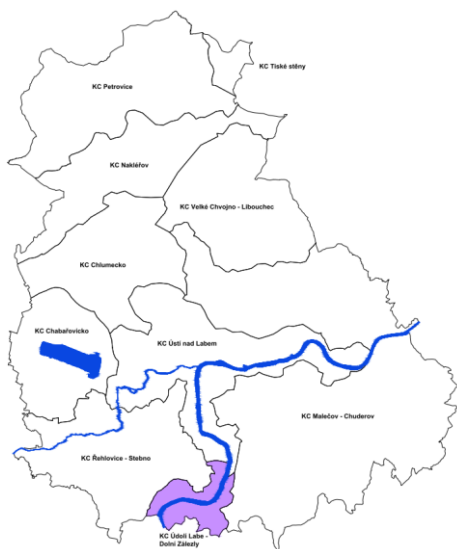 KC Tiské stěny
KC Petrovice
KC Nakléřov
KC Velké Chvojno - Libouchec
KC Chlumecko
KC Chabařovicko
KC Ústí nad Labem
KC Malečov - Chuderov
KC Řehlovice - Stebno
KC Údolí Labe -
Dolní Zálezly